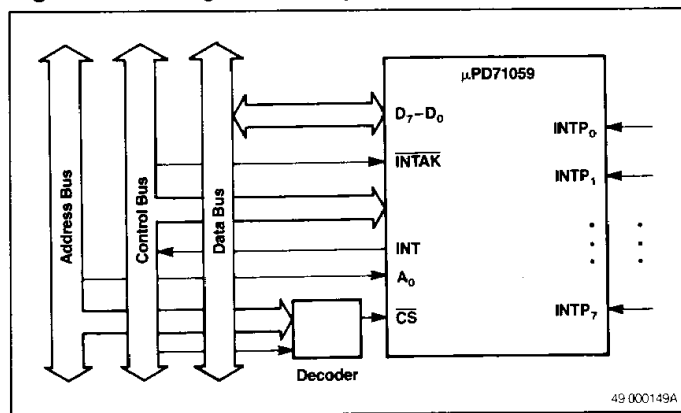 μPD71059
Address Bus
Control Bus
Data Bus
D₇–D₀
INTAK
INT
A₀
CS
Decoder
INTP₀
INTP₁
INTP₇
49 000149A